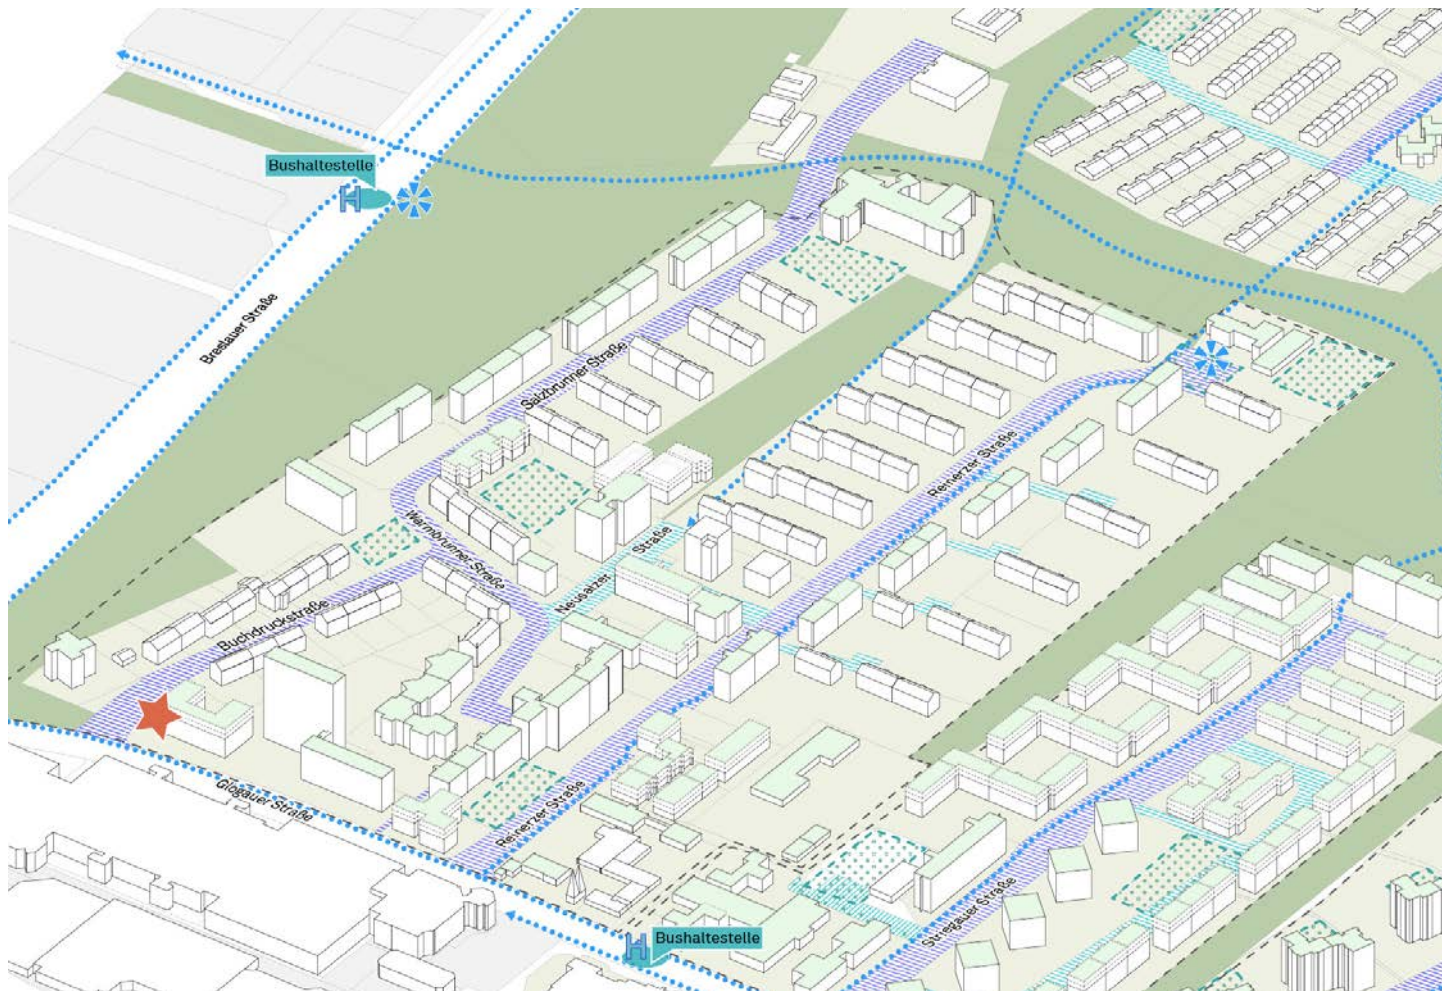 Bushaltestelle
H
Breslauer Straße
Salzbrunner Straße
Reinerzer Straße
Warmbrunner Straße
Neusalzer
Straße
Buchdruckstraße
Glogauer Straße
Reinerzer Straße
Striegauer Straße
H
Bushaltestelle